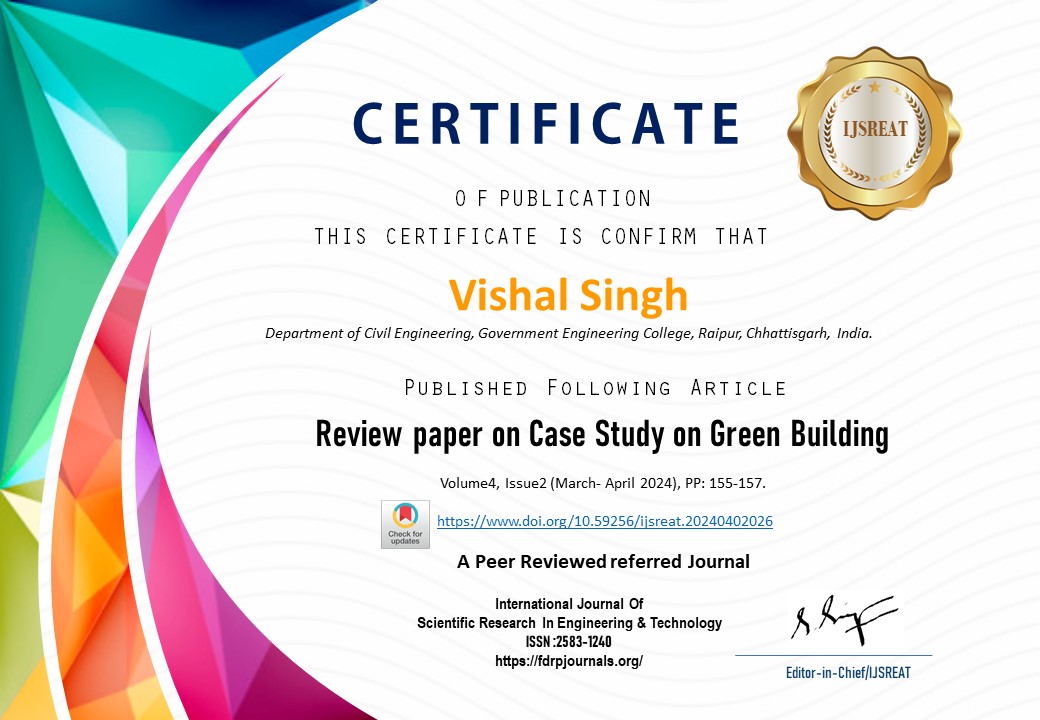 CERTIFICATE
IJSREAT
O F PUBLICATION
THIS CERTIFICATE IS CONFIRM THAT
Vishal Singh
Department of Civil Engineering, Government Engineering College, Raipur, Chhattisgarh, India.
Published Following Article
Review paper on Case Study on Green Building
Volume4, Issue2 (March- April 2024), PP: 155-157.
Check for
updates
https://www.doi.org/10.59256/ijsreat.20240402026
A Peer Reviewed referred Journal
International Journal Of
Scientific Research In Engineering & Technology
ISSN :2583-1240
https://fdrpjournals.org/
Editor-in-Chief/IJSREAT